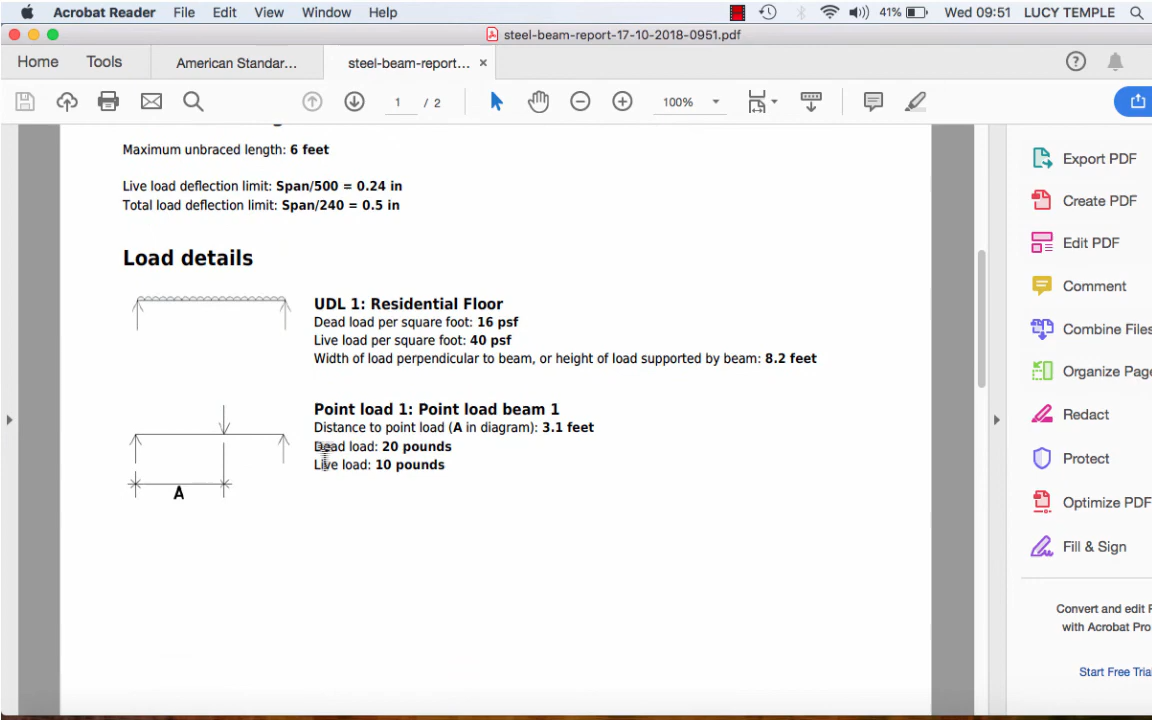 Acrobat Reader File Edit View Window Help 41% Wed 09:51 LUCY TEMPLE
steel-beam-report-17-10-2018-0951.pdf
Home Tools American Standar... steel-beam-report... ×
1 / 2 100%
Maximum unbraced length: 6 feet
Live load deflection limit: Span/500 = 0.24 in
Total load deflection limit: Span/240 = 0.5 in
Load details
UDL 1: Residential Floor
Dead load per square foot: 16 psf
Live load per square foot: 40 psf
Width of load perpendicular to beam, or height of load supported by beam: 8.2 feet
Point load 1: Point load beam 1
Distance to point load (A in diagram): 3.1 feet
Dead load: 20 pounds
Live load: 10 pounds
A
Export PDF
Create PDF
Edit PDF
Comment
Combine Files
Organize Page
Redact
Protect
Optimize PDF
Fill & Sign
Convert and edit P
with Acrobat Pro
Start Free Tria